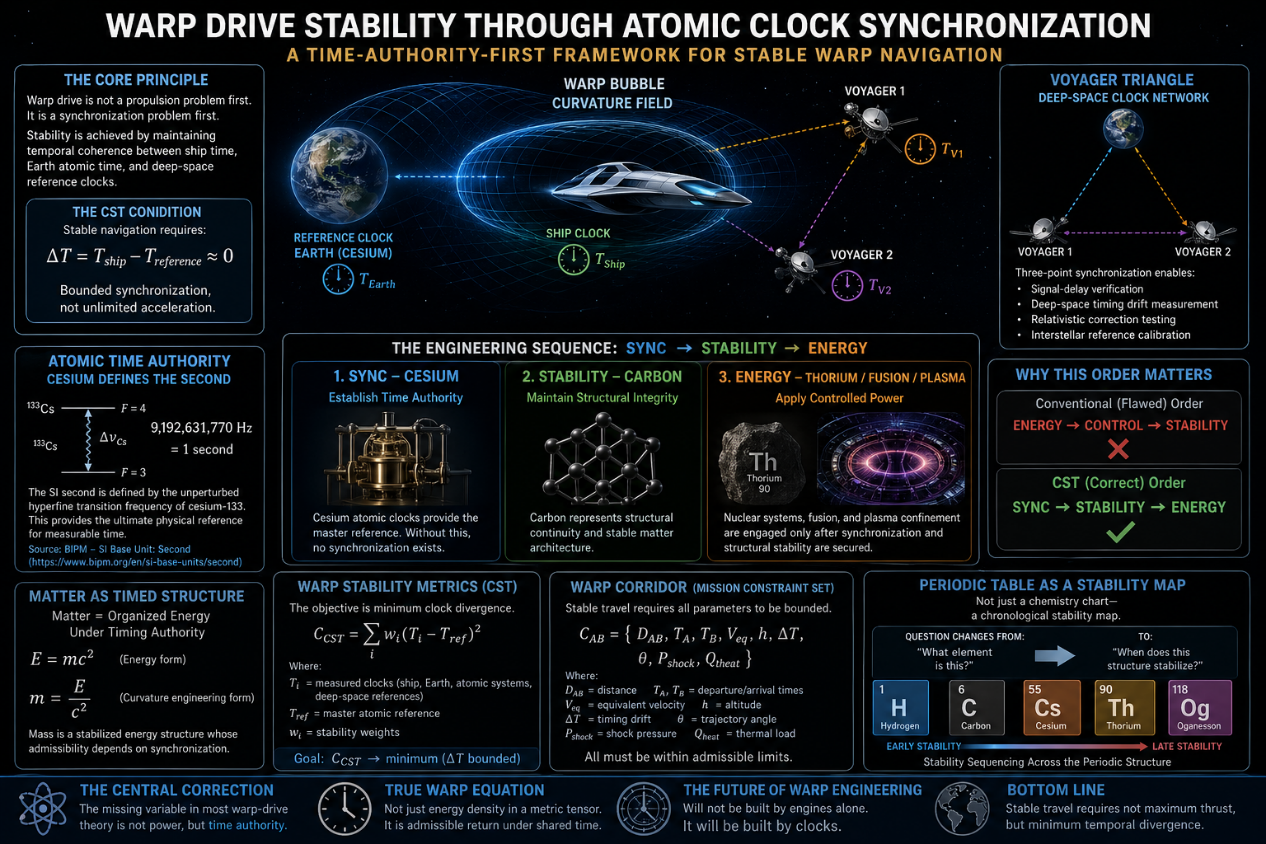 WARP DRIVE STABILITY THROUGH ATOMIC CLOCK SYNCHRONIZATION
A TIME-AUTHORITY-FIRST FRAMEWORK FOR STABLE WARP NAVIGATION
THE CORE PRINCIPLE
Warp drive is not a propulsion problem first.
It is a synchronization problem first.
Stability is achieved by maintaining
temporal coherence between ship time,
Earth atomic time, and deep-space
reference clocks.
THE CST CONDITION
Stable navigation requires:
ΔT = T_ship − T_reference ≈ 0
Bounded synchronization,
not unlimited acceleration.
WARP BUBBLE
CURVATURE FIELD
VOYAGER 1
T_V1
REFERENCE CLOCK
EARTH (CESIUM)
T_Earth
SHIP CLOCK
T_Ship
VOYAGER 2
T_V2
VOYAGER TRIANGLE
DEEP-SPACE CLOCK NETWORK
VOYAGER 1
VOYAGER 2
Three-point synchronization enables:
• Signal-delay verification
• Deep-space timing drift measurement
• Relativistic correction testing
• Interstellar reference calibration
ATOMIC TIME AUTHORITY
CESIUM DEFINES THE SECOND
¹³³Cs
F = 4
¹³³Cs
Δν_Cs
9,192,631,770 Hz
= 1 second
F = 3
The SI second is defined by the unperturbed
hyperfine transition frequency of cesium-133.
This provides the ultimate physical reference
for measurable time.
Source: BIPM – SI Base Unit: Second
(https://www.bipm.org/en/si-base-units/second)
THE ENGINEERING SEQUENCE: SYNC → STABILITY → ENERGY
1. SYNC – CESIUM
Establish Time Authority
Cesium atomic clocks provide the
master reference. Without this,
no synchronization exists.
2. STABILITY – CARBON
Maintain Structural Integrity
Carbon represents structural
continuity and stable matter
architecture.
3. ENERGY – THORIUM / FUSION / PLASMA
Apply Controlled Power
Th
Thorium
90
Nuclear systems, fusion, and plasma confinement
are engaged only after synchronization and
structural stability are secured.
WHY THIS ORDER MATTERS
Conventional (Flawed) Order
ENERGY → CONTROL → STABILITY
CST (Correct) Order
SYNC → STABILITY → ENERGY
MATTER AS TIMED STRUCTURE
Matter = Organized Energy
Under Timing Authority
E = mc² (Energy form)
m = E/c² (Curvature engineering form)
Mass is a stabilized energy structure whose
admissibility depends on synchronization.
WARP STABILITY METRICS (CST)
The objective is minimum clock divergence.
C_CST = ∑_i w_i(T_i − T_ref)²
Where:
T_i = measured clocks (ship, Earth, atomic systems,
deep-space references)
T_ref = master atomic reference
w_i = stability weights
Goal: C_CST → minimum (ΔT bounded)
WARP CORRIDOR (MISSION CONSTRAINT SET)
Stable travel requires all parameters to be bounded.
C_AB = { D_AB, T_A, T_B, V_eq, h, ΔT,
θ, P_shock, Q_theat }
Where:
D_AB = distance T_A, T_B = departure/arrival times
V_eq = equivalent velocity h = altitude
ΔT = timing drift θ = trajectory angle
P_shock = shock pressure Q_heat = thermal load
All must be within admissible limits.
PERIODIC TABLE AS A STABILITY MAP
Not just a chemistry chart—
a chronological stability map.
QUESTION CHANGES FROM:
"What element
is this?"
TO:
"When does this
structure stabilize?"
1
H
Hydrogen
6
C
Carbon
55
Cs
Cesium
90
Th
Thorium
118
Og
Oganesson
EARLY STABILITY
LATE STABILITY
Stability Sequencing Across the Periodic Structure
THE CENTRAL CORRECTION
The missing variable in most warp-drive
theory is not power, but time authority.
TRUE WARP EQUATION
Not just energy density in a metric tensor.
It is admissible return under shared time.
THE FUTURE OF WARP ENGINEERING
Will not be built by engines alone.
It will be built by clocks.
BOTTOM LINE
Stable travel requires not maximum thrust,
but minimum temporal divergence.